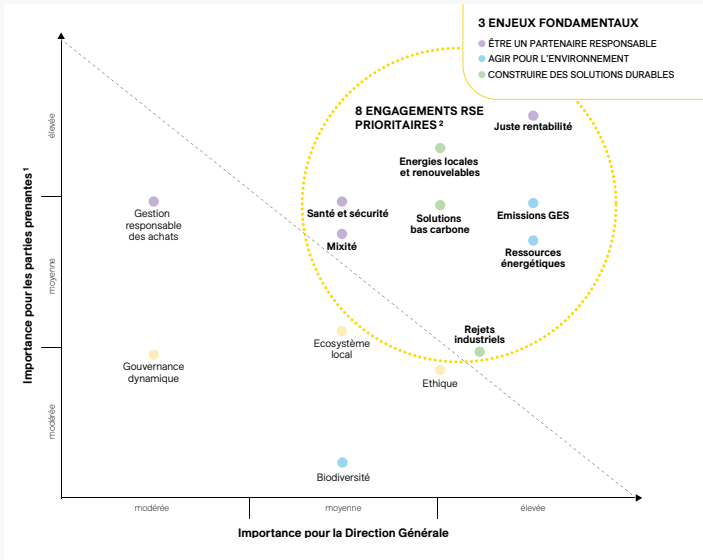 3 ENJEUX FONDAMENTAUX
ÊTRE UN PARTENAIRE RESPONSABLE
AGIR POUR L'ENVIRONNEMENT
CONSTRUIRE DES SOLUTIONS DURABLES
8 ENGAGEMENTS RSE
PRIORITAIRES 2
Juste rentabilité
Energies locales
et renouvelables
Santé et sécurité
Solutions
bas carbone
Emissions GES
Mixité
Ressources
énergétiques
Gestion
responsable
des achats
Rejets
industriels
Ecosystème
local
Gouvernance
dynamique
Ethique
Biodiversité
Importance pour les parties prenantes 1
élevée
moyenne
modérée
modérée
moyenne
élevée
Importance pour la Direction Générale